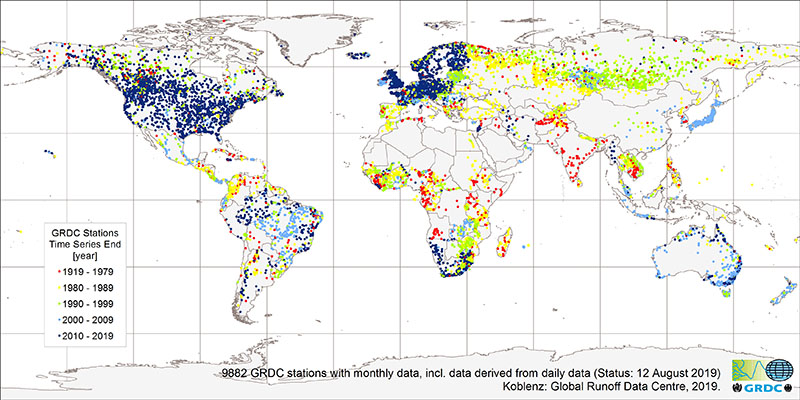 GRDC Stations
Time Series End
[year]
1919 - 1979
1980 - 1989
1990 - 1999
2000 - 2009
2010 - 2019
9882 GRDC stations with monthly data, incl. data derived from daily data (Status: 12 August 2019)
Koblenz: Global Runoff Data Centre, 2019.
GRDC